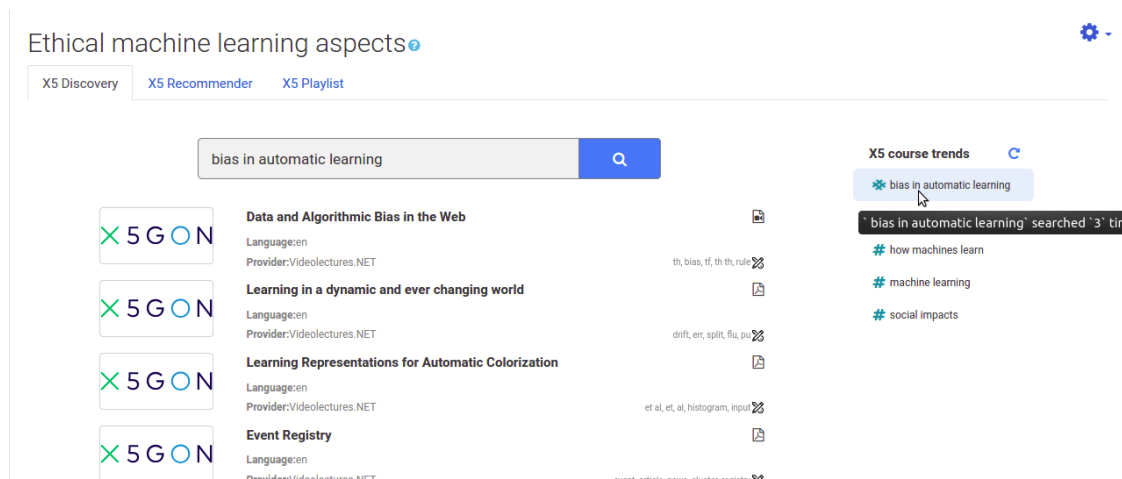 Ethical machine learning aspects
X5 Discovery X5 Recommender X5 Playlist
bias in automatic learning
X5GON
Data and Algorithmic Bias in the Web
Language:en
Provider:Videolectures.NET
th, bias, tf, th th, rule
X5GON
Learning in a dynamic and ever changing world
Language:en
Provider:Videolectures.NET
drift, err, split, flu, pu
X5GON
Learning Representations for Automatic Colorization
Language:en
Provider:Videolectures.NET
et al, et, al, histogram, input
X5GON
Event Registry
Language:en
Provider:Videolectures.NET
X5 course trends
# bias in automatic learning
`bias in automatic learning` searched `3` tir
# how machines learn
# machine learning
# social impacts